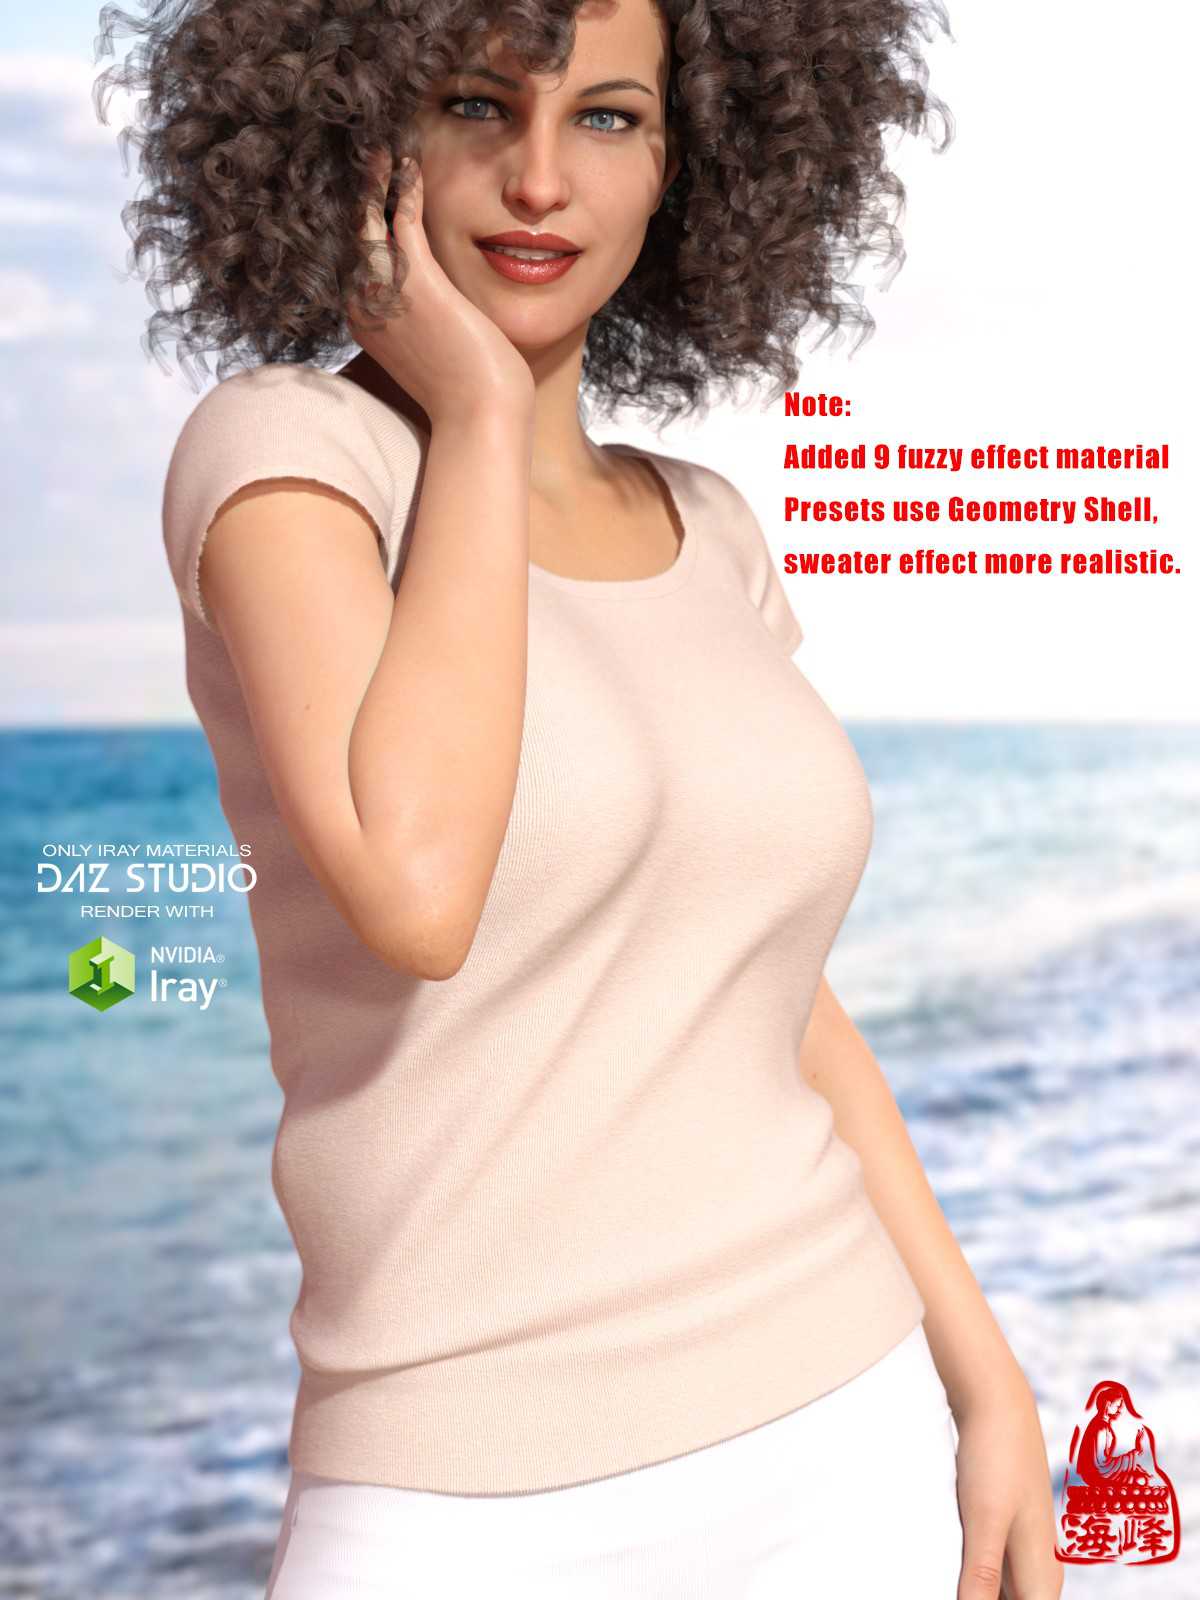 Note:
Added 9 fuzzy effect material
Presets use Geometry Shell,
sweater effect more realistic.
ONLY IRAY MATERIALS
DAZ STUDIO
RENDER WITH
NVIDIA®
Iray®
海峰